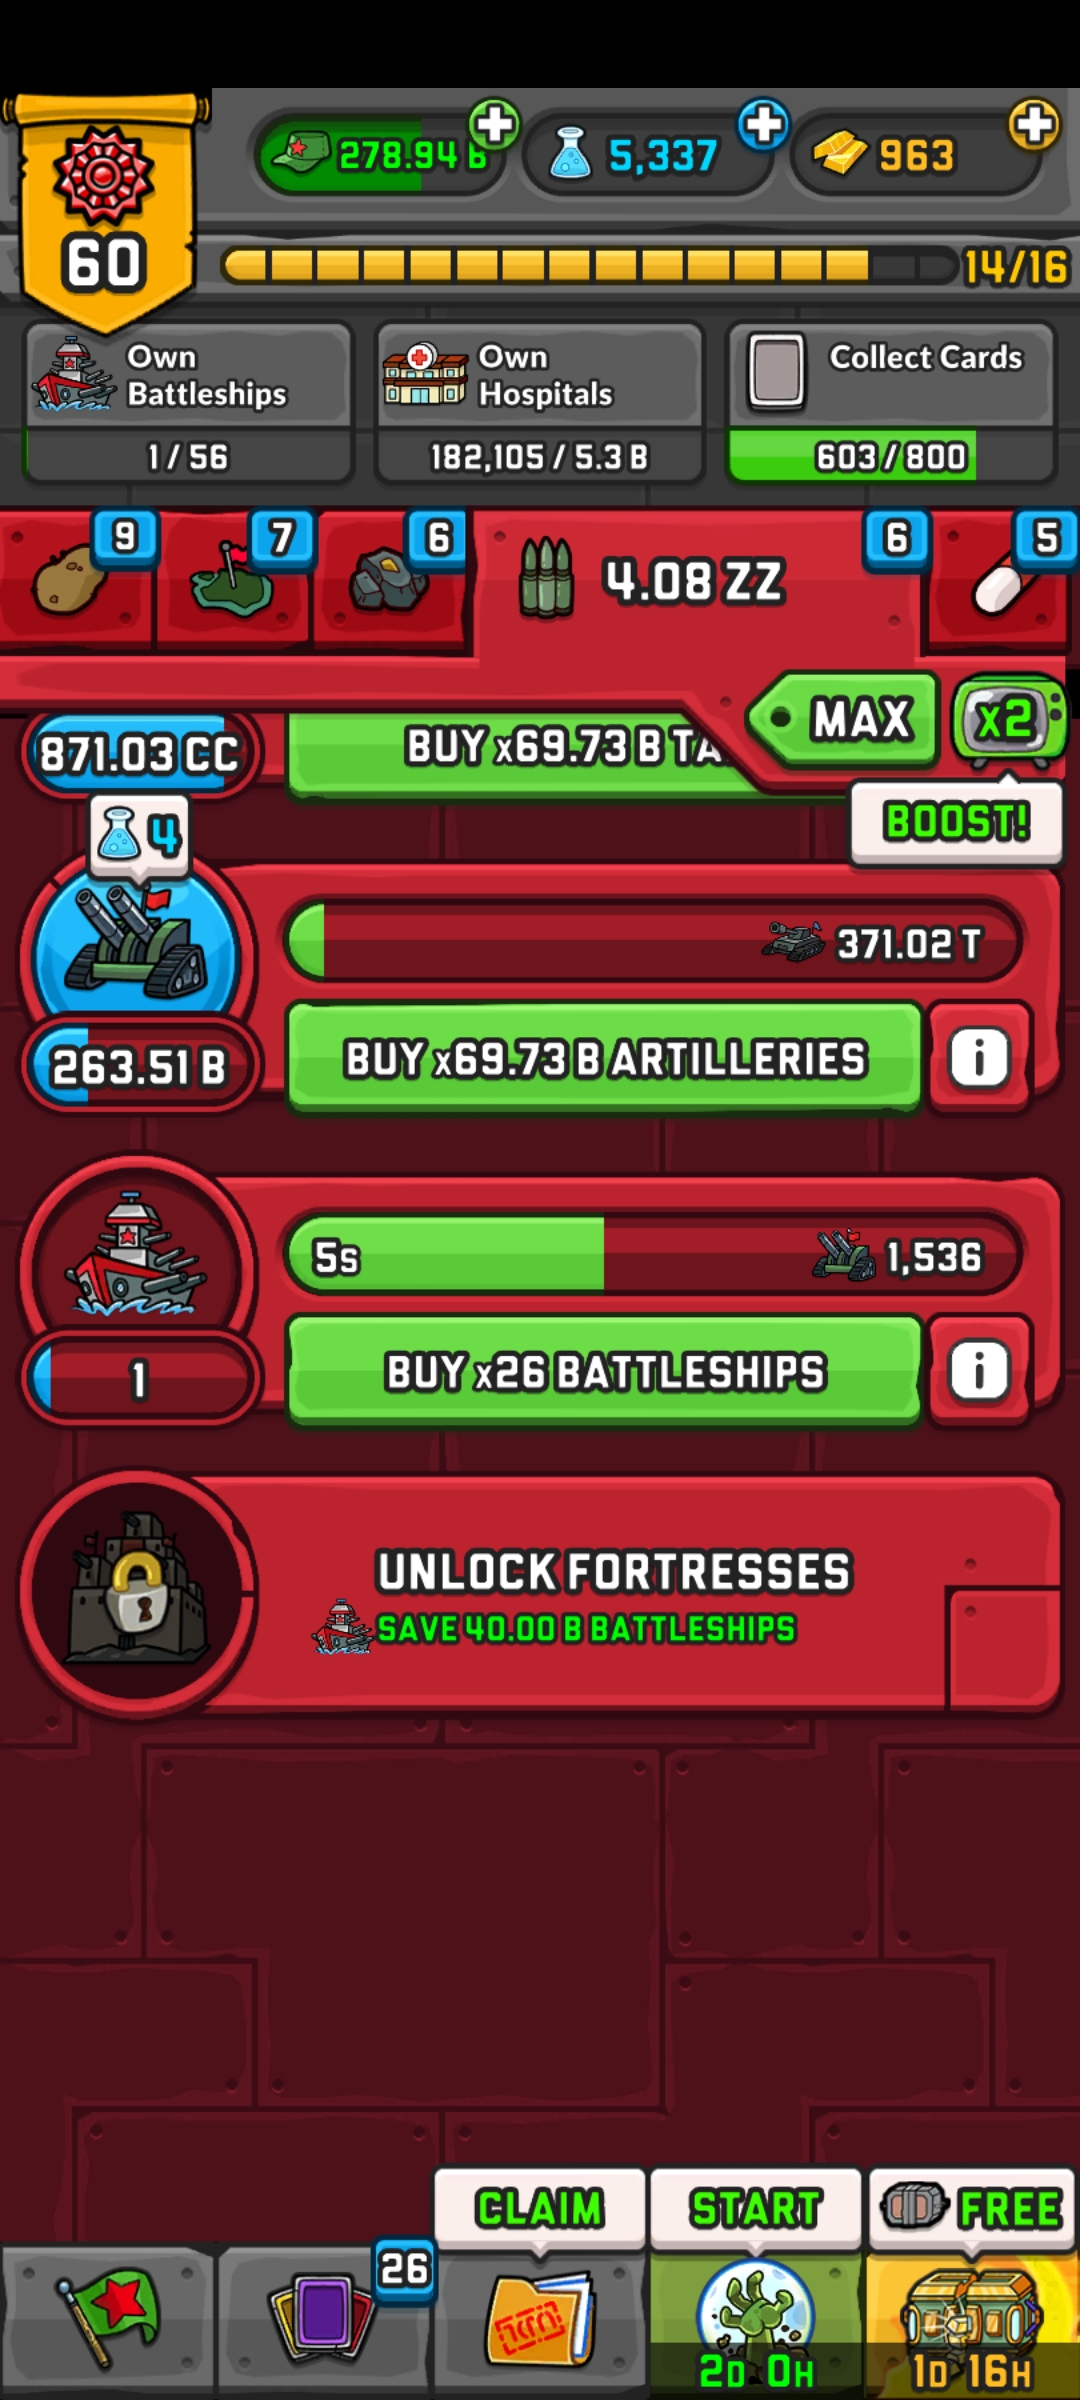 278.94 B
5,337
963
60
14/16
Own
Battleships
1 / 56
Own
Hospitals
182,105 / 5.3 B
Collect Cards
603 / 800
9
7
6
4.08 ZZ
6
5
MAX
x2
BOOST!
871.03 CC
BUY x69.73 B TA
4
371.02 T
263.51 B
BUY x69.73 B ARTILLERIES
i
5s
1,536
1
BUY x26 BATTLESHIPS
i
UNLOCK FORTRESSES
SAVE 40.00 B BATTLESHIPS
CLAIM
START
FREE
26
2D 0H
1D 16H